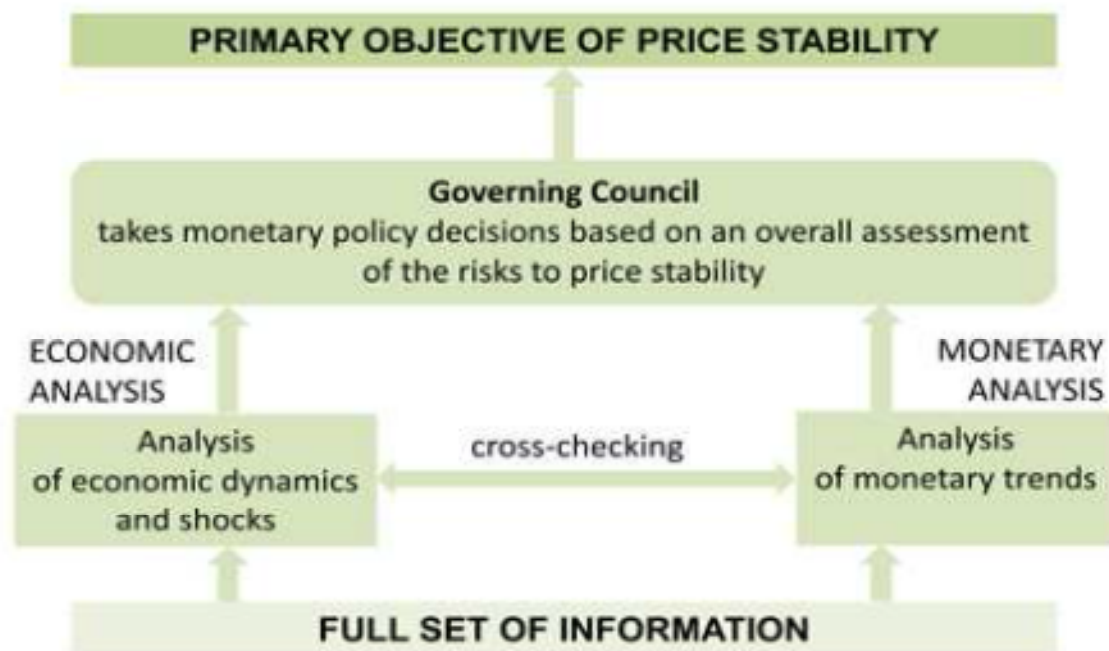 PRIMARY OBJECTIVE OF PRICE STABILITY
Governing Council
takes monetary policy decisions based on an overall assessment
of the risks to price stability
ECONOMIC
ANALYSIS
MONETARY
ANALYSIS
Analysis
of economic dynamics
and shocks
cross-checking
Analysis
of monetary trends
FULL SET OF INFORMATION